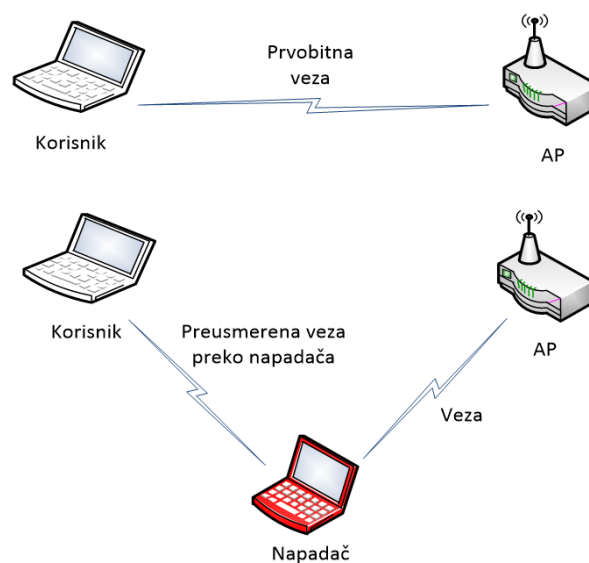 Prvobitna
veza
Korisnik
AP
Korisnik
Preusmerena veza
preko napadača
AP
Veza
Napadač